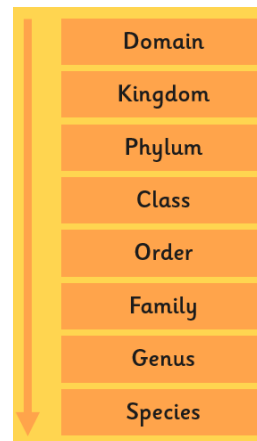 Domain
Kingdom
Phylum
Class
Order
Family
Genus
Species